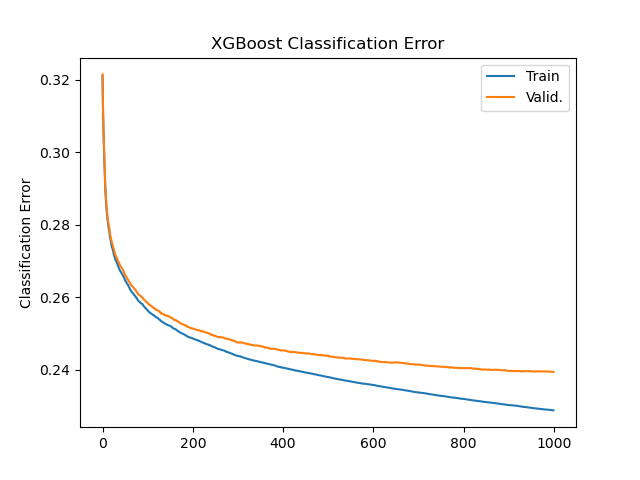 XGBoost Classification Error
Train
Valid.
Classification Error
0.32
0.30
0.28
0.26
0.24
0 200 400 600 800 1000